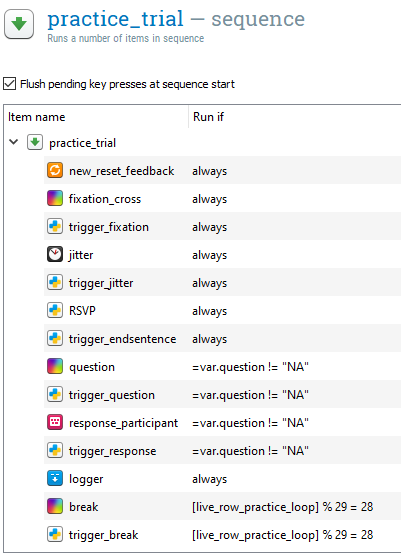 practice_trial — sequence
Runs a number of items in sequence
Flush pending key presses at sequence start
Item name Run if
practice_trial
new_reset_feedback always
fixation_cross always
trigger_fixation always
jitter always
trigger_jitter always
RSVP always
trigger_endsentence always
question =var.question != "NA"
trigger_question =var.question != "NA"
response_participant =var.question != "NA"
trigger_response =var.question != "NA"
logger always
break [live_row_practice_loop] % 29 = 28
trigger_break [live_row_practice_loop] % 29 = 28